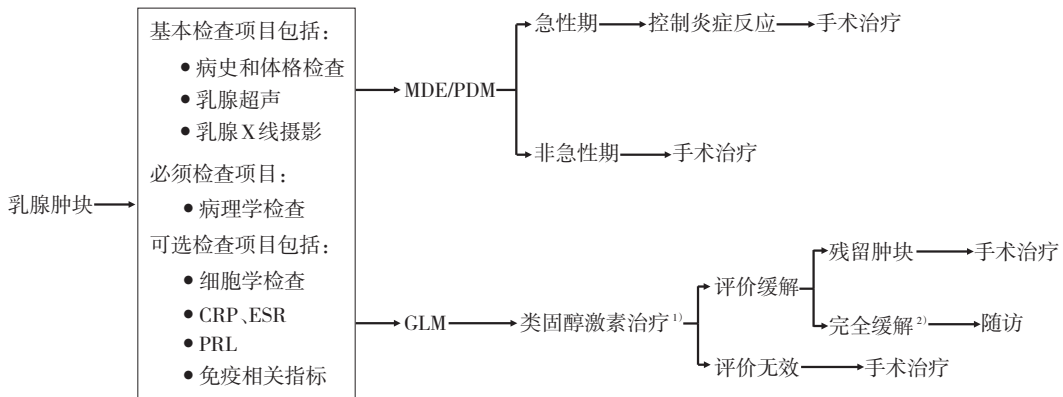 乳腺肿块
基本检查项目包括：
●病史和体格检查
●乳腺超声
●乳腺X线摄影
必须检查项目：
●病理学检查
可选检查项目包括：
●细胞学检查
●CRP、ESR
●PRL
●免疫相关指标
MDE/PDM
急性期
控制炎症反应
手术治疗
非急性期
手术治疗
GLM
类固醇激素治疗1)
评价缓解
残留肿块
手术治疗
完全缓解2)
随访
评价无效
手术治疗